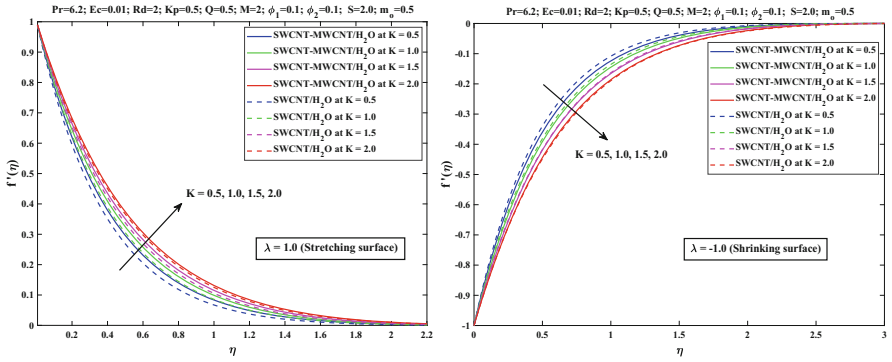 Pr=6.2; Ec=0.01; Rd=2; Kp=0.5; Q=0.5; M=2; ϕ₁=0.1; ϕ₂=0.1; S=2.0; mₒ=0.5
1
0.9
0.8
0.7
0.6
0.5
0.4
0.3
0.2
0.1
0
f '(η)
SWCNT-MWCNT/H₂O at K = 0.5
SWCNT-MWCNT/H₂O at K = 1.0
SWCNT-MWCNT/H₂O at K = 1.5
SWCNT-MWCNT/H₂O at K = 2.0
SWCNT/H₂O at K = 0.5
SWCNT/H₂O at K = 1.0
SWCNT/H₂O at K = 1.5
SWCNT/H₂O at K = 2.0
K = 0.5, 1.0, 1.5, 2.0
λ = 1.0 (Stretching surface)
0.2 0.4 0.6 0.8 1 1.2 1.4 1.6 1.8 2 2.2
η
Pr=6.2; Ec=0.01; Rd=2; Kp=0.5; Q=0.5; M=2; ϕ₁=0.1; ϕ₂=0.1; S=2.0; mₒ=0.5
0
-0.1
-0.2
-0.3
-0.4
-0.5
-0.6
-0.7
-0.8
-0.9
-1
f '(η)
SWCNT-MWCNT/H₂O at K = 0.5
SWCNT-MWCNT/H₂O at K = 1.0
SWCNT-MWCNT/H₂O at K = 1.5
SWCNT-MWCNT/H₂O at K = 2.0
SWCNT/H₂O at K = 0.5
SWCNT/H₂O at K = 1.0
SWCNT/H₂O at K = 1.5
SWCNT/H₂O at K = 2.0
K = 0.5, 1.0, 1.5, 2.0
λ = -1.0 (Shrinking surface)
0 0.5 1 1.5 2 2.5 3
η